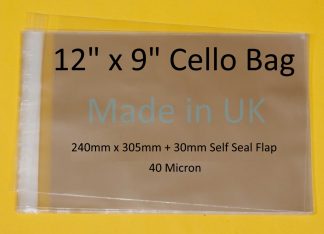 12" x 9" Cello Bag
Made in UK
240mm x 305mm + 30mm Self Seal Flap
40 Micron